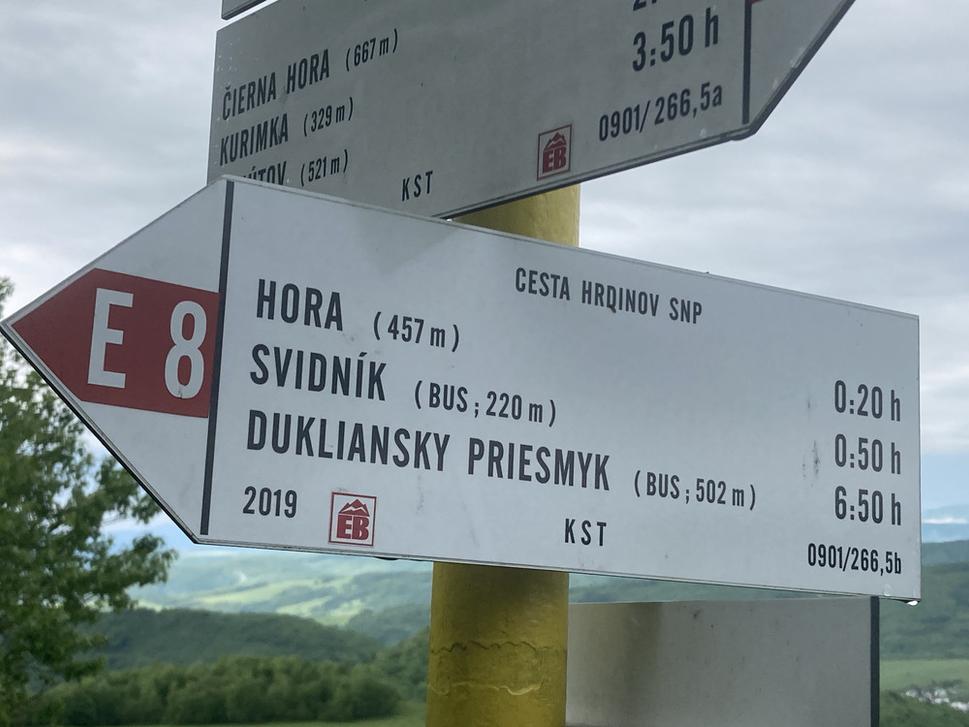 ČIERNA HORA (667 m)
3:50 h
KURIMKA (329 m)
(521 m)
KST
EB
0901/266,5a
E 8
CESTA HRDINOV SNP
HORA (457 m) 0:20 h
SVIDNÍK (BUS ; 220 m) 0:50 h
DUKLIANSKY PRIESMYK (BUS ; 502 m) 6:50 h
2019 EB KST 0901/266,5b